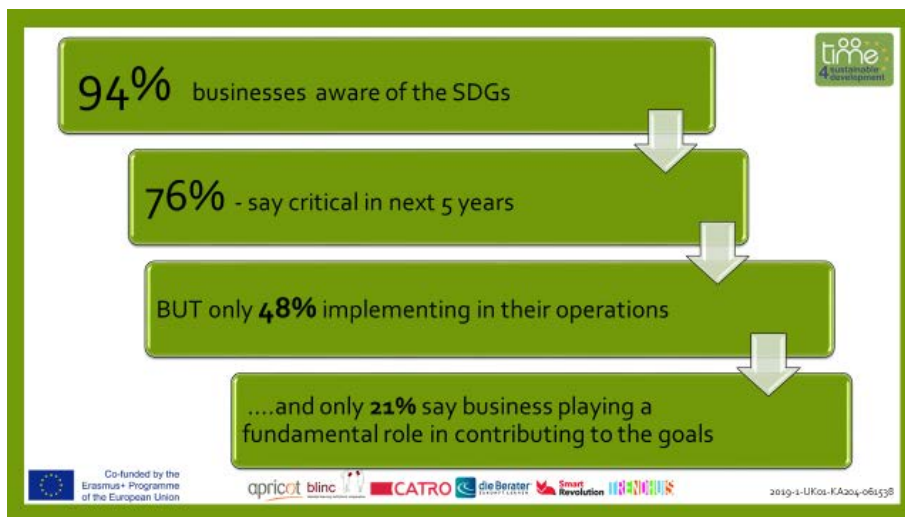 time
4 sustainable
development
94% businesses aware of the SDGs
76% - say critical in next 5 years
BUT only 48% implementing in their operations
....and only 21% say business playing a
fundamental role in contributing to the goals
Co-funded by the
Erasmus+ Programme
of the European Union
apricot blinc CATRO die Berater Smart
Revolution TRENDHUIS
2019-1-UK01-KA204-061538